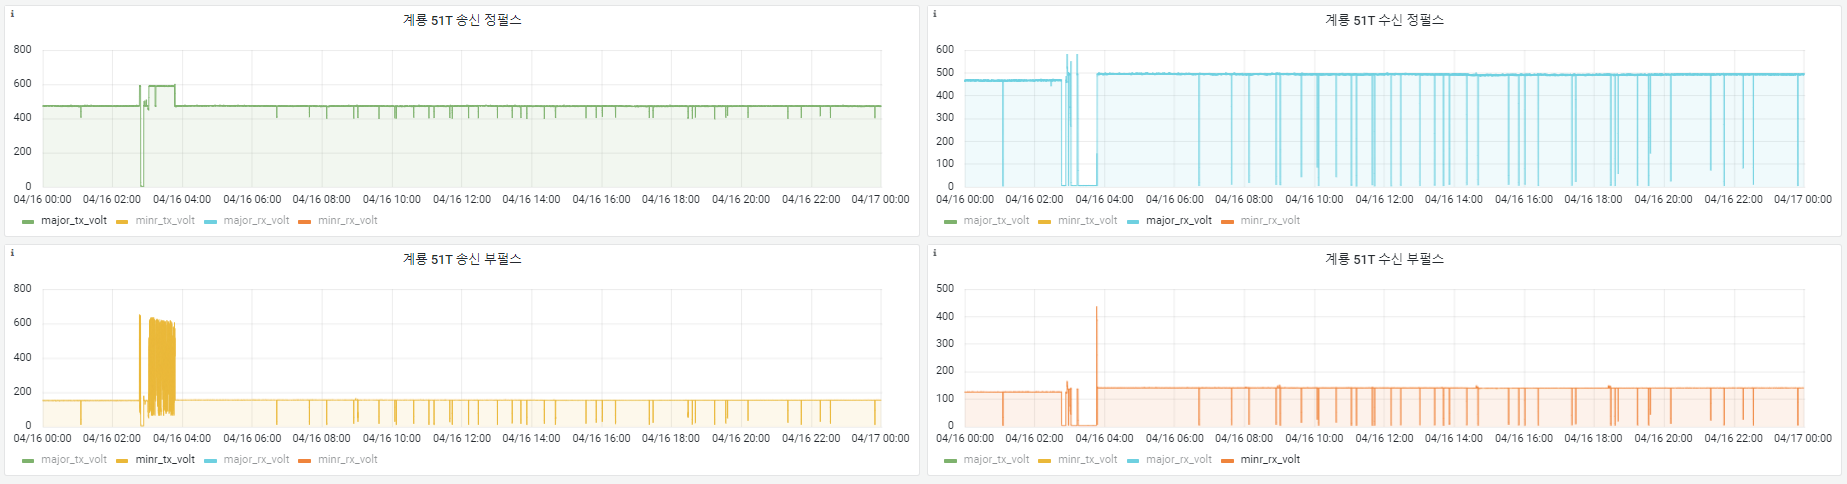 계룡 51T 송신 정펄스
800
600
400
200
0
04/16 00:00 04/16 02:00 04/16 04:00 04/16 06:00 04/16 08:00 04/16 10:00 04/16 12:00 04/16 14:00 04/16 16:00 04/16 18:00 04/16 20:00 04/16 22:00 04/17 00:00
major_tx_volt minr_tx_volt major_rx_volt minr_rx_volt
계룡 51T 수신 정펄스
600
500
400
300
200
100
0
04/16 00:00 04/16 02:00 04/16 04:00 04/16 06:00 04/16 08:00 04/16 10:00 04/16 12:00 04/16 14:00 04/16 16:00 04/16 18:00 04/16 20:00 04/16 22:00 04/17 00:00
major_tx_volt minr_tx_volt major_rx_volt minr_rx_volt
계룡 51T 송신 부펄스
800
600
400
200
0
04/16 00:00 04/16 02:00 04/16 04:00 04/16 06:00 04/16 08:00 04/16 10:00 04/16 12:00 04/16 14:00 04/16 16:00 04/16 18:00 04/16 20:00 04/16 22:00 04/17 00:00
major_tx_volt minr_tx_volt major_rx_volt minr_rx_volt
계룡 51T 수신 부펄스
500
400
300
200
100
0
04/16 00:00 04/16 02:00 04/16 04:00 04/16 06:00 04/16 08:00 04/16 10:00 04/16 12:00 04/16 14:00 04/16 16:00 04/16 18:00 04/16 20:00 04/16 22:00 04/17 00:00
major_tx_volt minr_tx_volt major_rx_volt minr_rx_volt